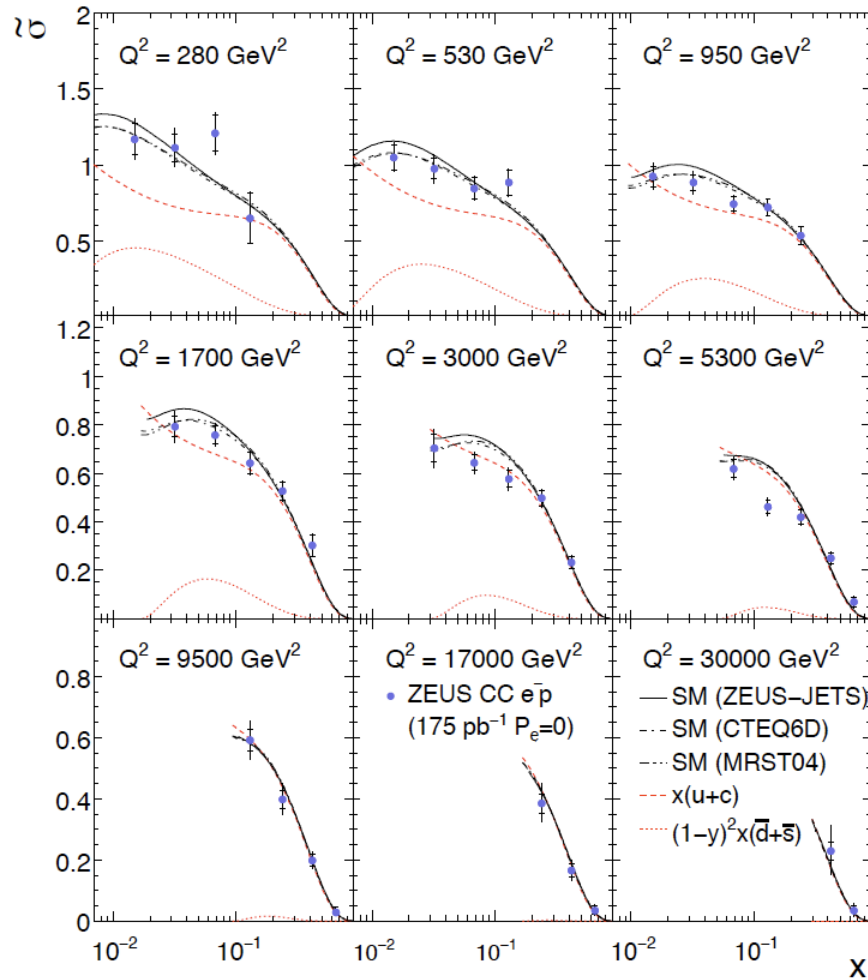 σ̃
2
1.5
1
0.5
Q² = 280 GeV²
Q² = 530 GeV²
Q² = 950 GeV²
1.2
1
0.8
0.6
0.4
0.2
Q² = 1700 GeV²
Q² = 3000 GeV²
Q² = 5300 GeV²
0.8
0.6
0.4
0.2
0
Q² = 9500 GeV²
Q² = 17000 GeV²
ZEUS CC e⁻p
(175 pb⁻¹ Pₑ=0)
Q² = 30000 GeV²
SM (ZEUS−JETS)
SM (CTEQ6D)
SM (MRST04)
x(u+c)
(1−y)²x(d̅+s̅)
10⁻² 10⁻¹ 10⁻² 10⁻¹ 10⁻² 10⁻¹
x